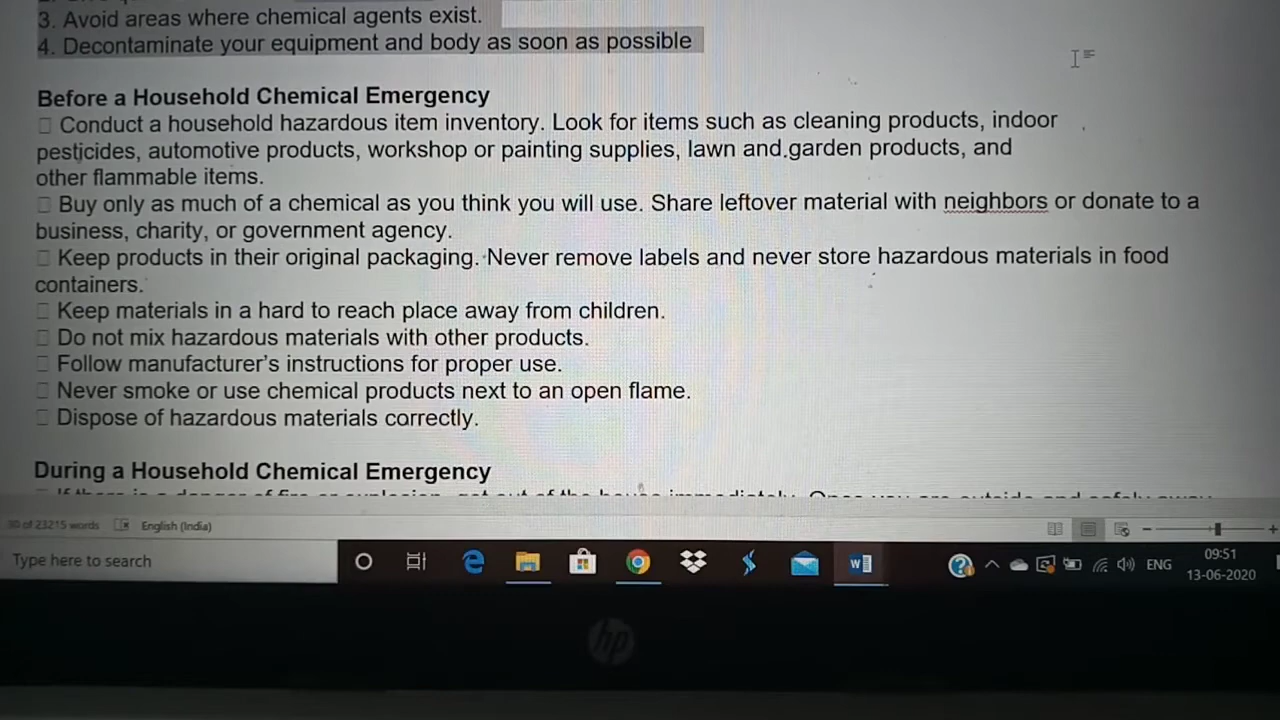 3. Avoid areas where chemical agents exist.
4. Decontaminate your equipment and body as soon as possible
Before a Household Chemical Emergency
Conduct a household hazardous item inventory. Look for items such as cleaning products, indoor
pesticides, automotive products, workshop or painting supplies, lawn and garden products, and
other flammable items.
Buy only as much of a chemical as you think you will use. Share leftover material with neighbors or donate to a
business, charity, or government agency.
Keep products in their original packaging. Never remove labels and never store hazardous materials in food
containers.
Keep materials in a hard to reach place away from children.
Do not mix hazardous materials with other products.
Follow manufacturer's instructions for proper use.
Never smoke or use chemical products next to an open flame.
Dispose of hazardous materials correctly.
During a Household Chemical Emergency
of 23215 words English (India)
Type here to search
ENG
09:51
13-06-2020
hp